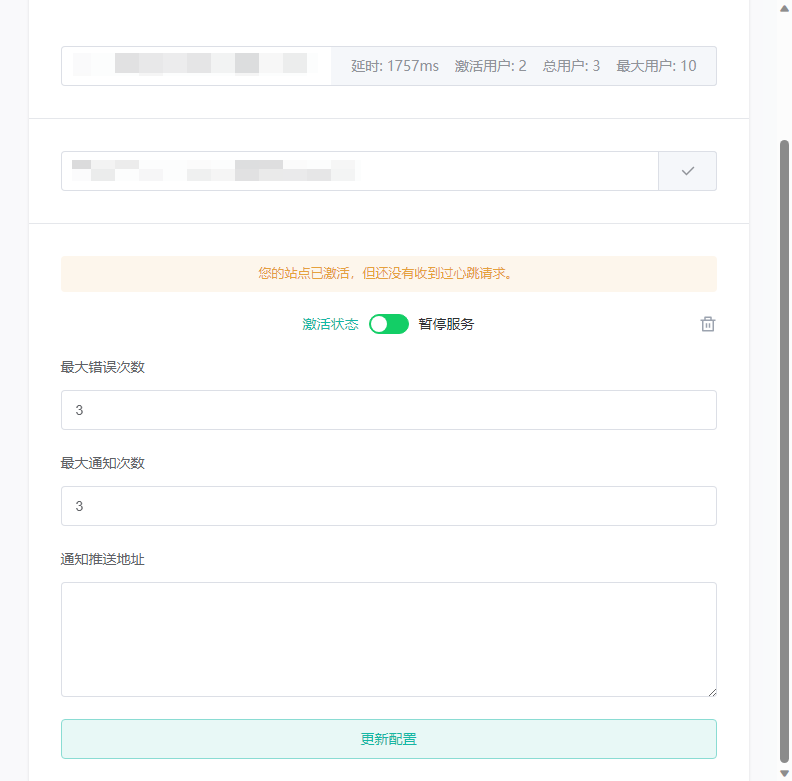 延时: 1757ms 激活用户: 2 总用户: 3 最大用户: 10
您的站点已激活，但还没有收到过心跳请求。
激活状态 暂停服务
最大错误次数
3
最大通知次数
3
通知推送地址
更新配置